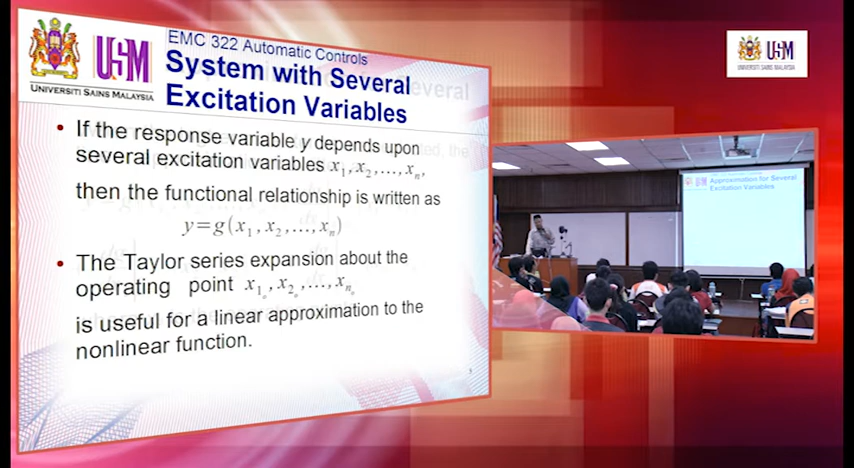 EMC 322 Automatic Controls
System with Several
Excitation Variables
USM
UNIVERSITI SAINS MALAYSIA
• If the response variable y depends upon
several excitation variables x₁, x₂, ..., xₙ,
then the functional relationship is written as
y=g(x₁, x₂, ..., xₙ)
• The Taylor series expansion about the
operating point x₁ₒ, x₂ₒ, ..., xₙₒ
is useful for a linear approximation to the
nonlinear function.
USM
UNIVERSITI SAINS MALAYSIA
Approximation for Several
Excitation Variables